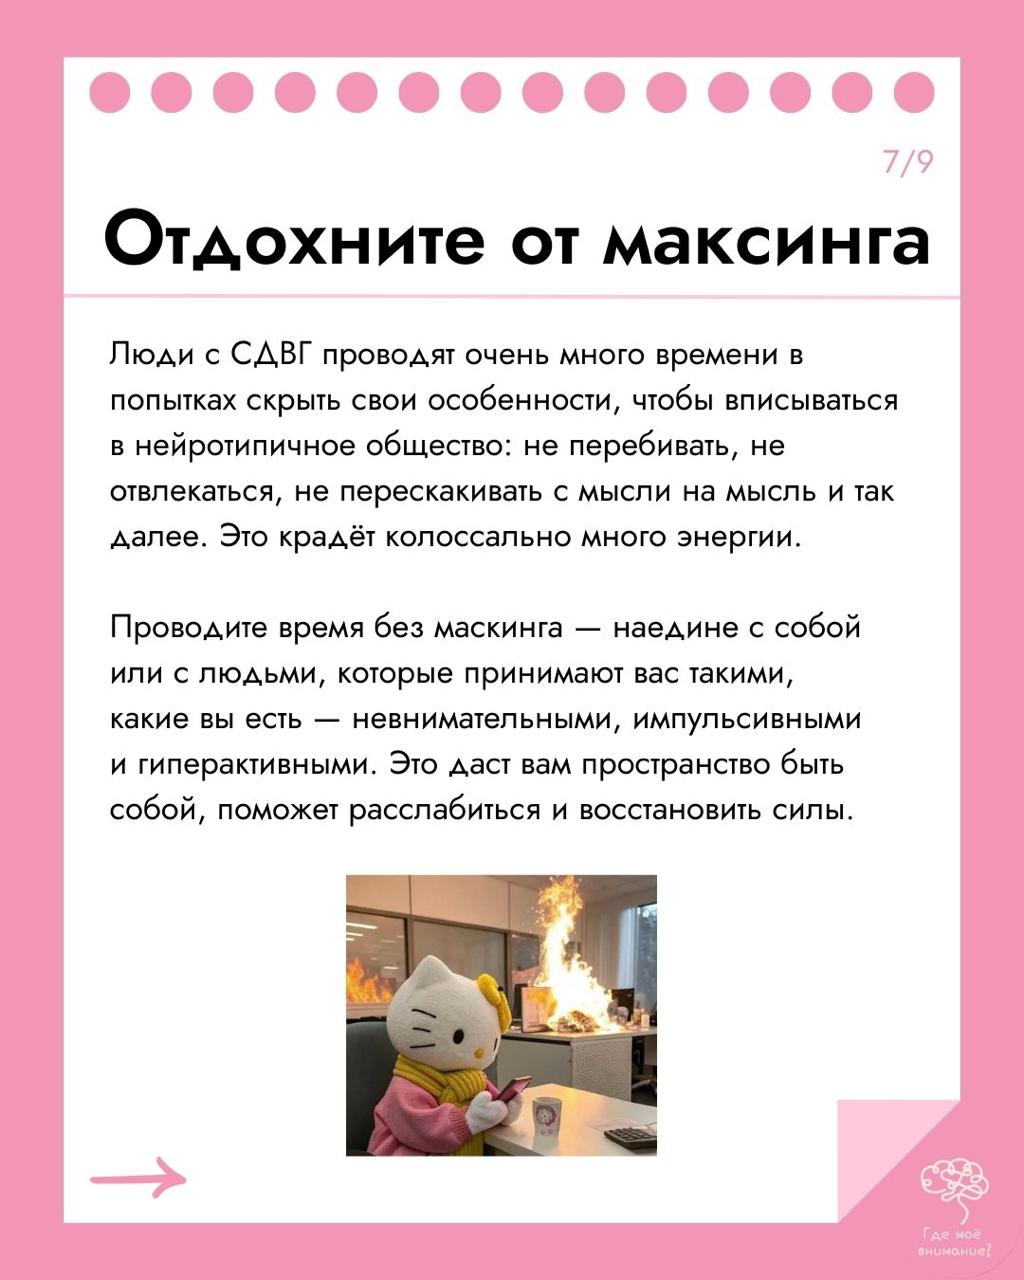 7/9
Отдохните от максинга
Люди с СДВГ проводят очень много времени в
попытках скрыть свои особенности, чтобы вписываться
в нейротипичное общество: не перебивать, не
отвлекаться, не перескакивать с мысли на мысль и так
далее. Это крадёт колоссально много энергии.
Проводите время без маскинга — наедине с собой
или с людьми, которые принимают вас такими,
какие вы есть — невнимательными, импульсивными
и гиперактивными. Это даст вам пространство быть
собой, поможет расслабиться и восстановить силы.
Где моё
внимание?